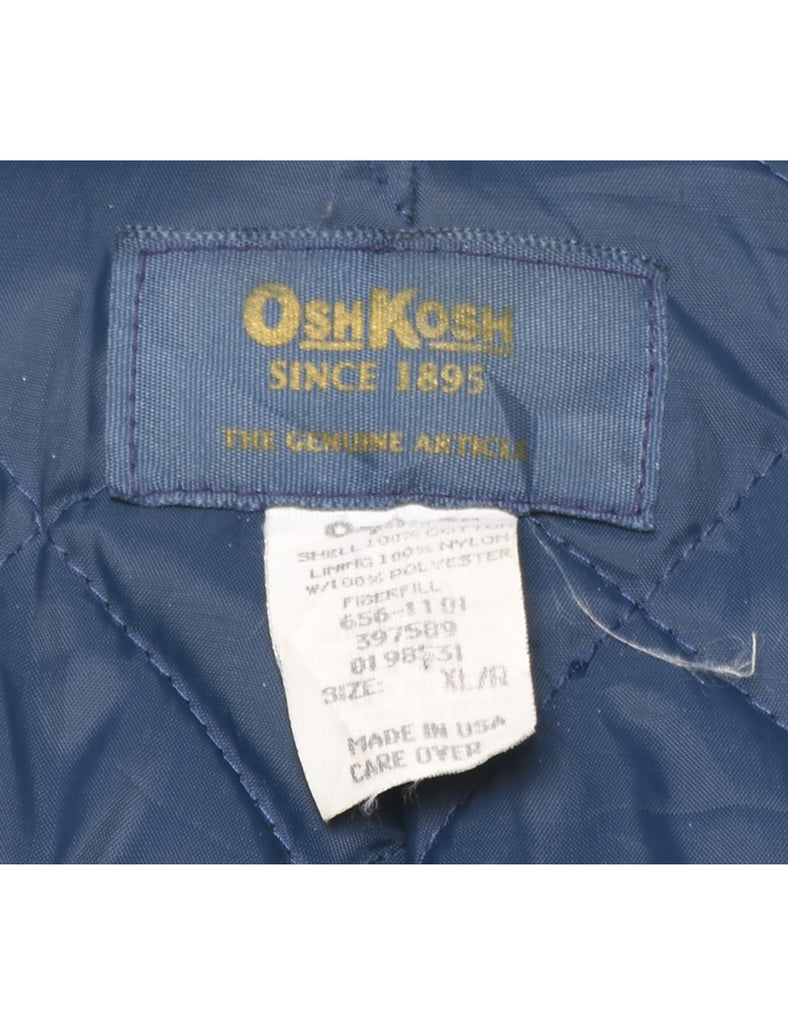 OSHKOSH
SINCE 1895
THE GENUINE ARTICLE
SHELL 100% COTTON
LINING 100% NYLON
W/100% POLYESTER
FIBERFILL
656-1101
397589
SIZE: XL/R
MADE IN USA
CARE OVER